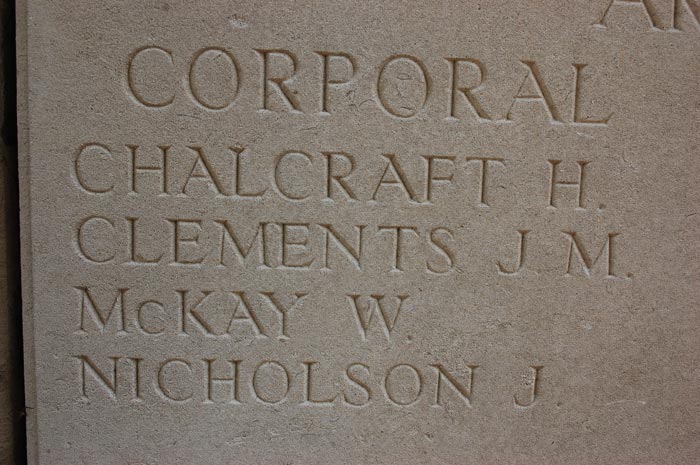 CORPORAL
CHALCRAFT H.
CLEMENTS J. M.
McKAY W
NICHOLSON J